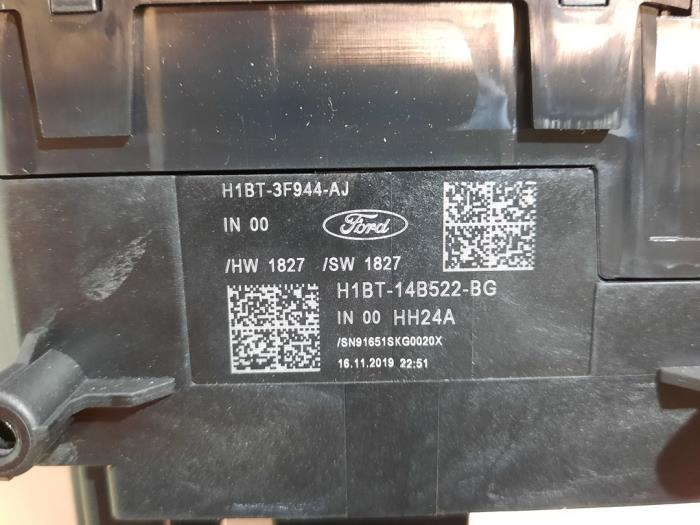 H1BT-3F944-AJ
IN 00
Ford
/HW 1827 /SW 1827
H1BT-14B522-BG
IN 00 HH24A
/SN91651SKG0020X
16.11.2019 22:51